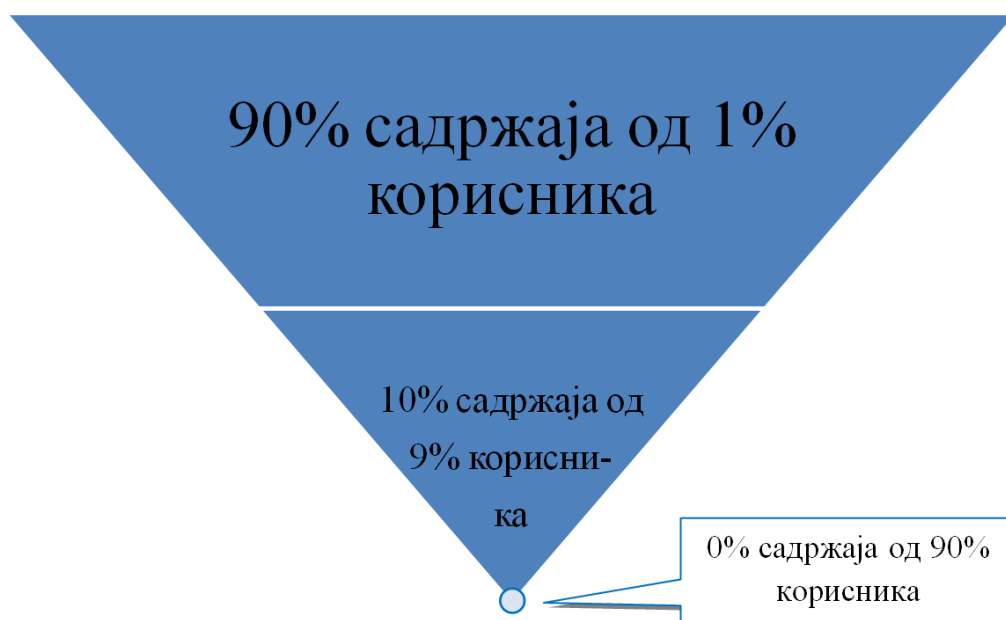 90% садржаја од 1%
корисника
10% садржаја од
9% корисни-
ка
0% садржаја од 90%
корисника